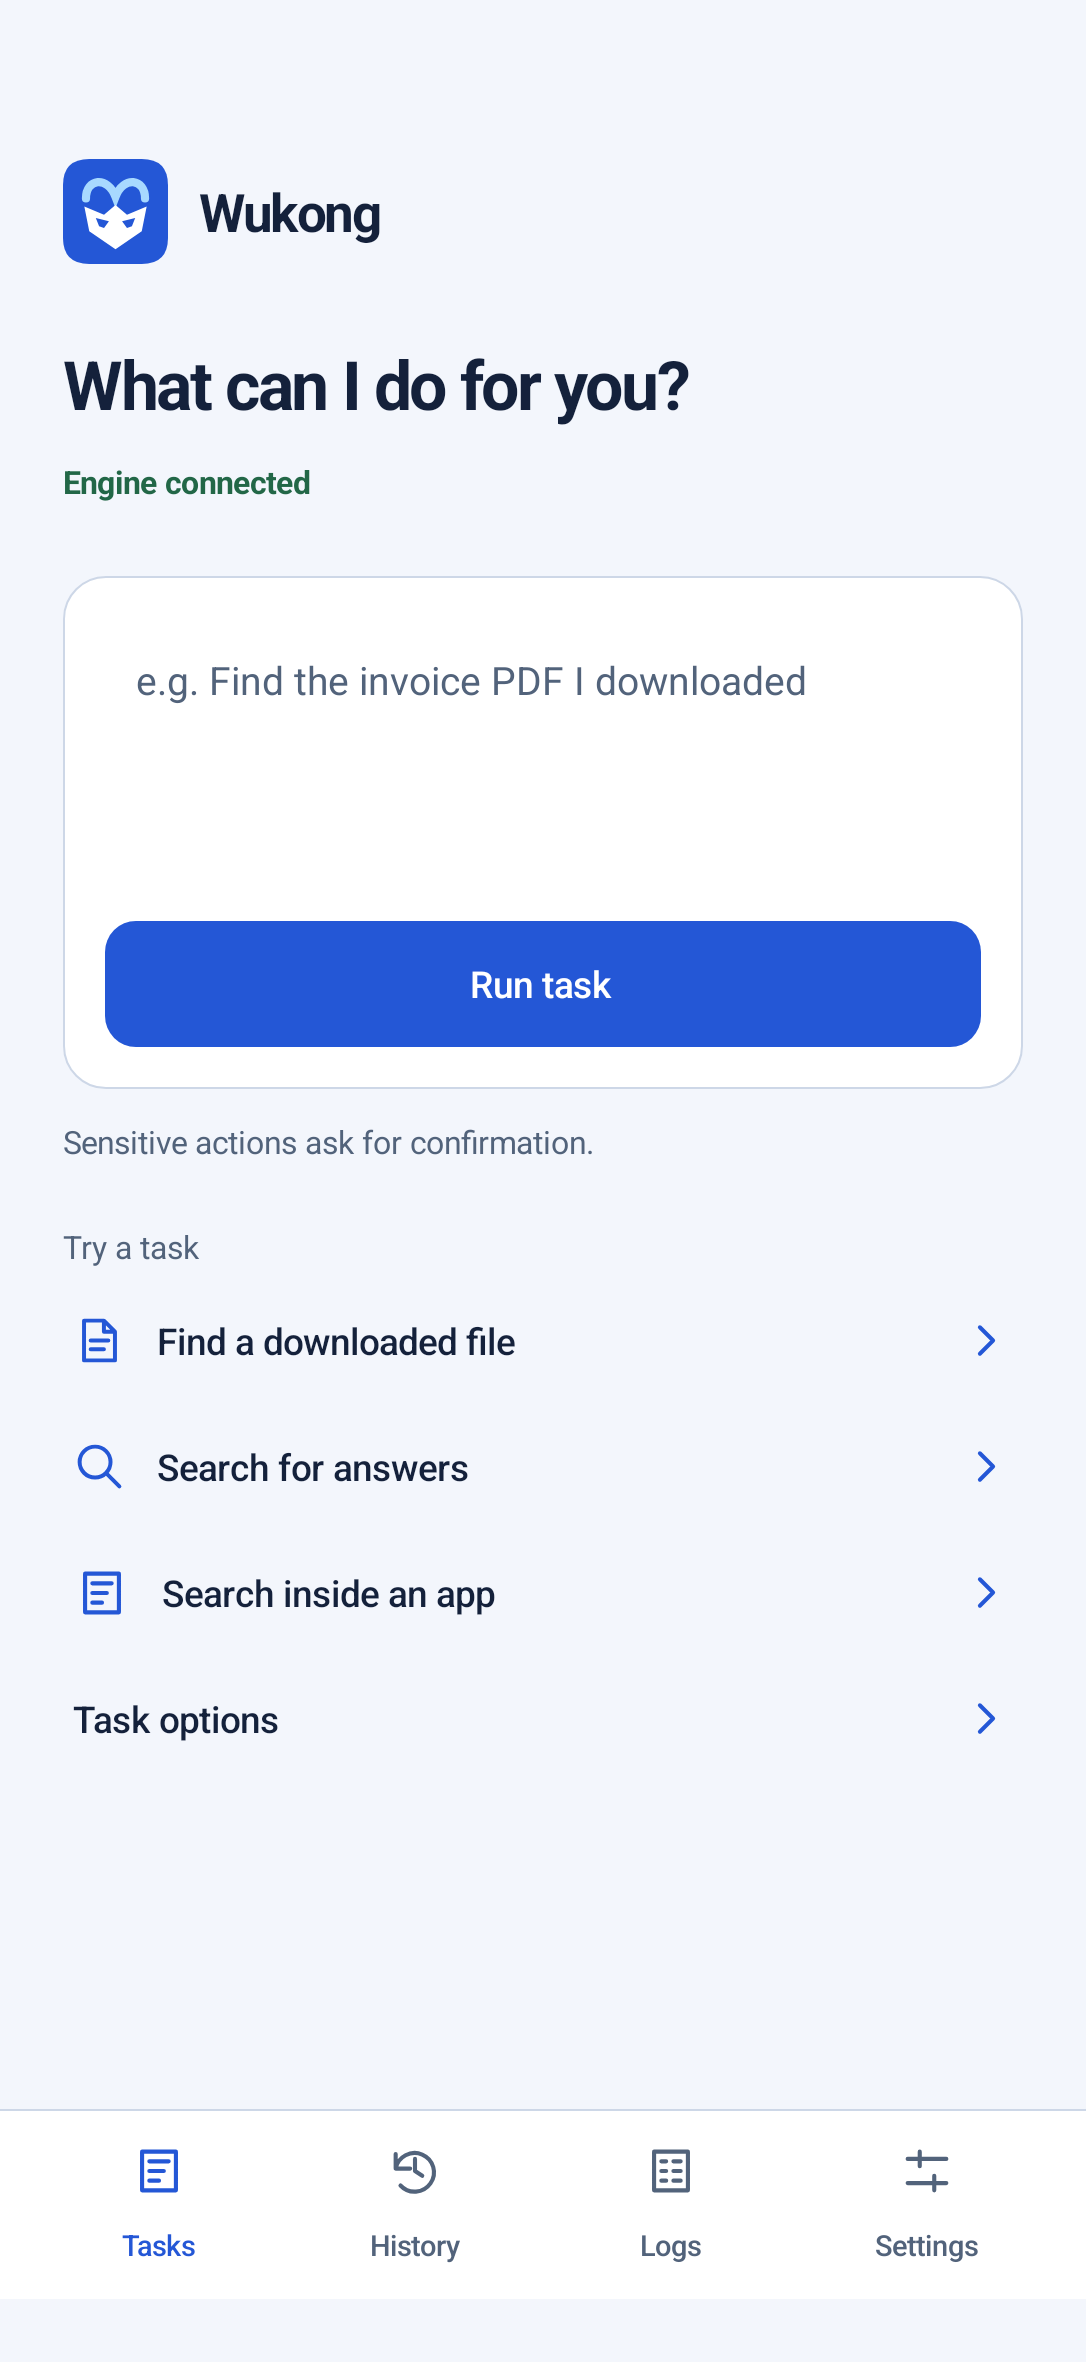 Wukong
What can I do for you?
Engine connected
e.g. Find the invoice PDF I downloaded
Run task
Sensitive actions ask for confirmation.
Try a task
Find a downloaded file
Search for answers
Search inside an app
Task options
Tasks
History
Logs
Settings